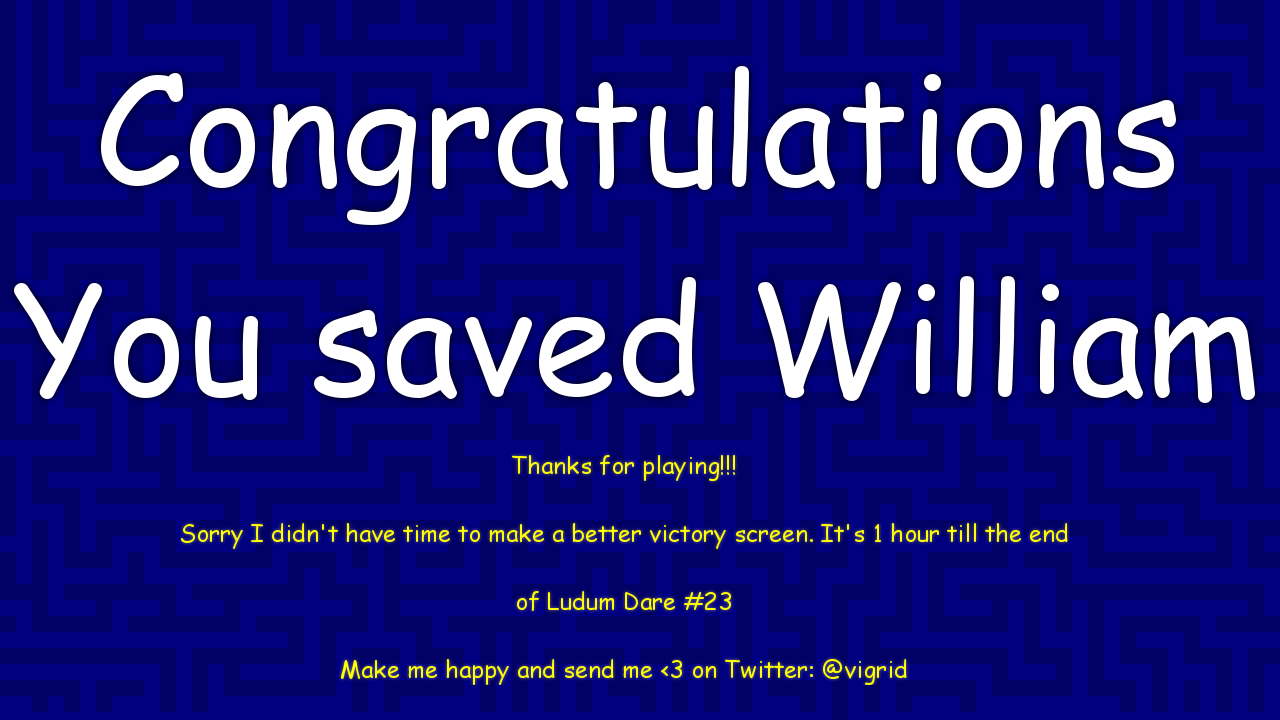 Congratulations
You saved William
Thanks for playing!!!
Sorry I didn't have time to make a better victory screen. It's 1 hour till the end
of Ludum Dare #23
Make me happy and send me <3 on Twitter: @vigrid